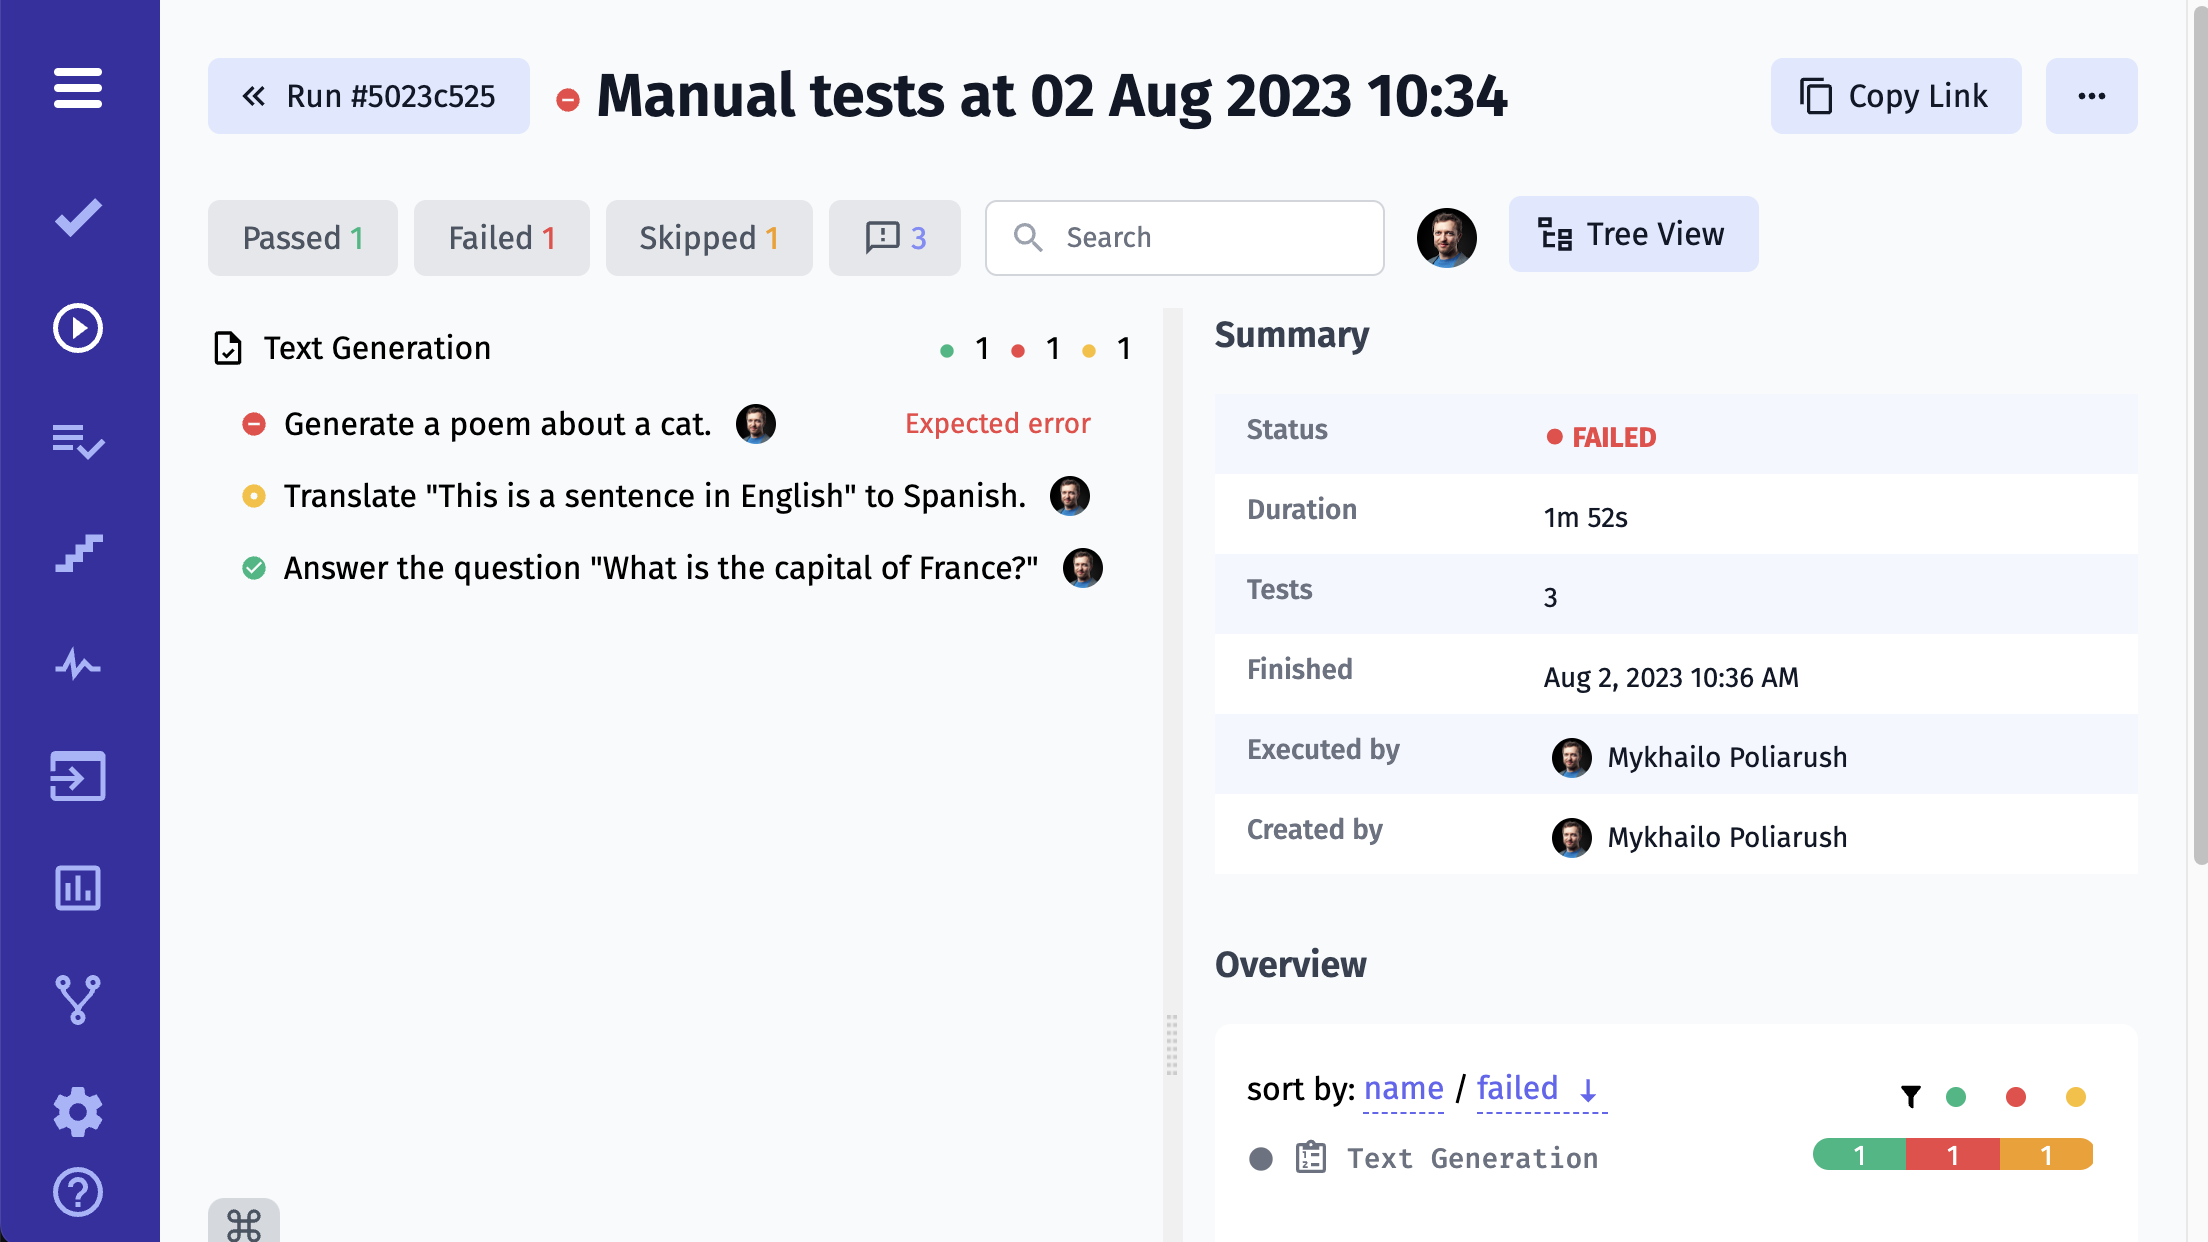 Run #5023c525
Manual tests at 02 Aug 2023 10:34
Copy Link
Passed 1
Failed 1
Skipped 1
3
Search
Tree View
Text Generation 1 1 1
Generate a poem about a cat. Expected error
Translate "This is a sentence in English" to Spanish.
Answer the question "What is the capital of France?"
Summary
Status FAILED
Duration 1m 52s
Tests 3
Finished Aug 2, 2023 10:36 AM
Executed by Mykhailo Poliarush
Created by Mykhailo Poliarush
Overview
sort by: name / failed ↓
Text Generation 1 1 1